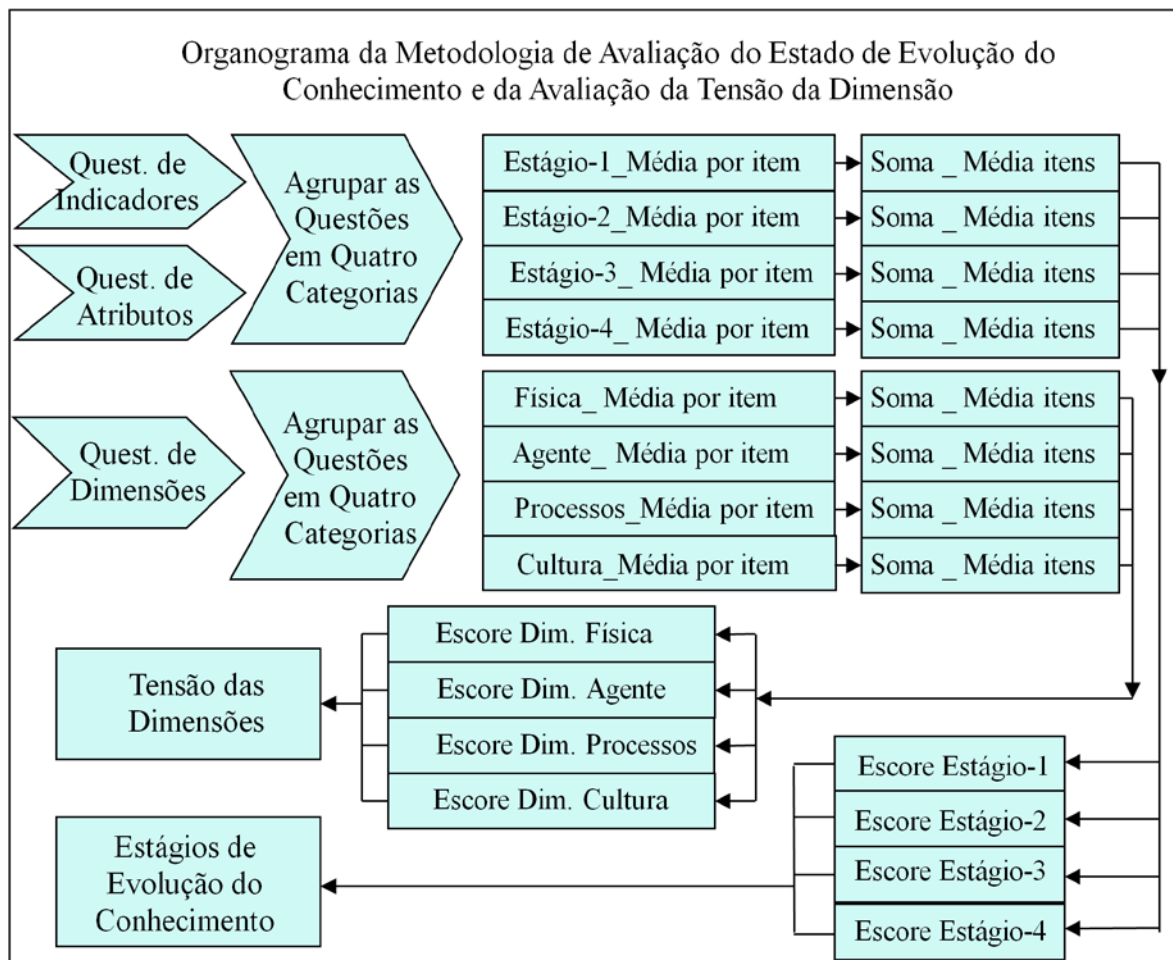 Organograma da Metodologia de Avaliação do Estado de Evolução do
Conhecimento e da Avaliação da Tensão da Dimensão
Quest. de
Indicadores
Quest. de
Atributos
Agrupar as
Questões
em Quatro
Categorias
Estágio-1_Média por item
Soma _ Média itens
Estágio-2_Média por item
Soma _ Média itens
Estágio-3_ Média por item
Soma _ Média itens
Estágio-4_ Média por item
Soma _ Média itens
Quest. de
Dimensões
Agrupar as
Questões
em Quatro
Categorias
Física_ Média por item
Soma _ Média itens
Agente_ Média por item
Soma _ Média itens
Processos_Média por item
Soma _ Média itens
Cultura_Média por item
Soma _ Média itens
Tensão das
Dimensões
Escore Dim. Física
Escore Dim. Agente
Escore Dim. Processos
Escore Dim. Cultura
Estágios de
Evolução do
Conhecimento
Escore Estágio-1
Escore Estágio-2
Escore Estágio-3
Escore Estágio-4